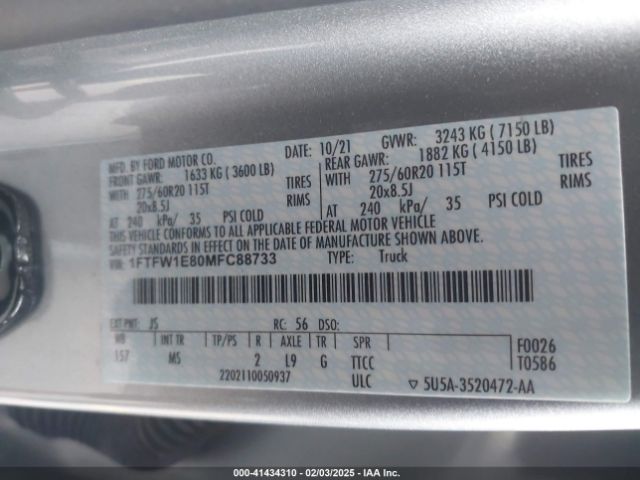 MFD. BY FORD MOTOR CO. DATE: 10/21 GVWR: 3243 KG ( 7150 LB)
FRONT GAWR: 1633 KG ( 3600 LB) REAR GAWR: 1882 KG ( 4150 LB)
WITH 275/60R20 115T TIRES WITH 275/60R20 115T TIRES
20x8.5J RIMS 20x8.5J RIMS
AT 240 kPa/ 35 PSI COLD AT 240 kPa/ 35 PSI COLD
THIS VEHICLE CONFORMS TO ALL APPLICABLE FEDERAL MOTOR VEHICLE
SAFETY AND THEFT PREVENTION STANDARDS IN EFFECT ON THE
DATE OF MANUFACTURE SHOWN ABOVE.
VIN: 1FTFW1E80MFC88733 TYPE: Truck
EXT PNT: JS RC: 56 DSO:
WB INT TR TP/PS R AXLE TR SPR F0026
157 MS 2 L9 G TTCC T0586
2202110050937 ULC ▽ 5U5A-3520472-AA
000-41434310 - 02/03/2025 - IAA Inc.